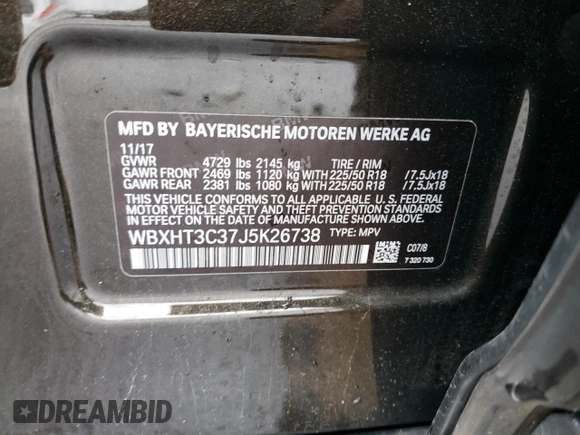 MFD BY BAYERISCHE MOTOREN WERKE AG
11/17
GVWR 4729 lbs 2145 kg TIRE / RIM
GAWR FRONT 2469 lbs 1120 kg WITH 225/50 R18 /7.5Jx18
GAWR REAR 2381 lbs 1080 kg WITH 225/50 R18 /7.5Jx18
THIS VEHICLE CONFORMS TO ALL APPLICABLE U. S. FEDERAL
MOTOR VEHICLE SAFETY, BUMPER, AND THEFT PREVENTION STANDARDS
IN EFFECT ON THE DATE OF MANUFACTURE SHOWN ABOVE.
WBXHT3C37J5K26738 TYPE: MPV
C07/8
7 320 730
DREAMBID